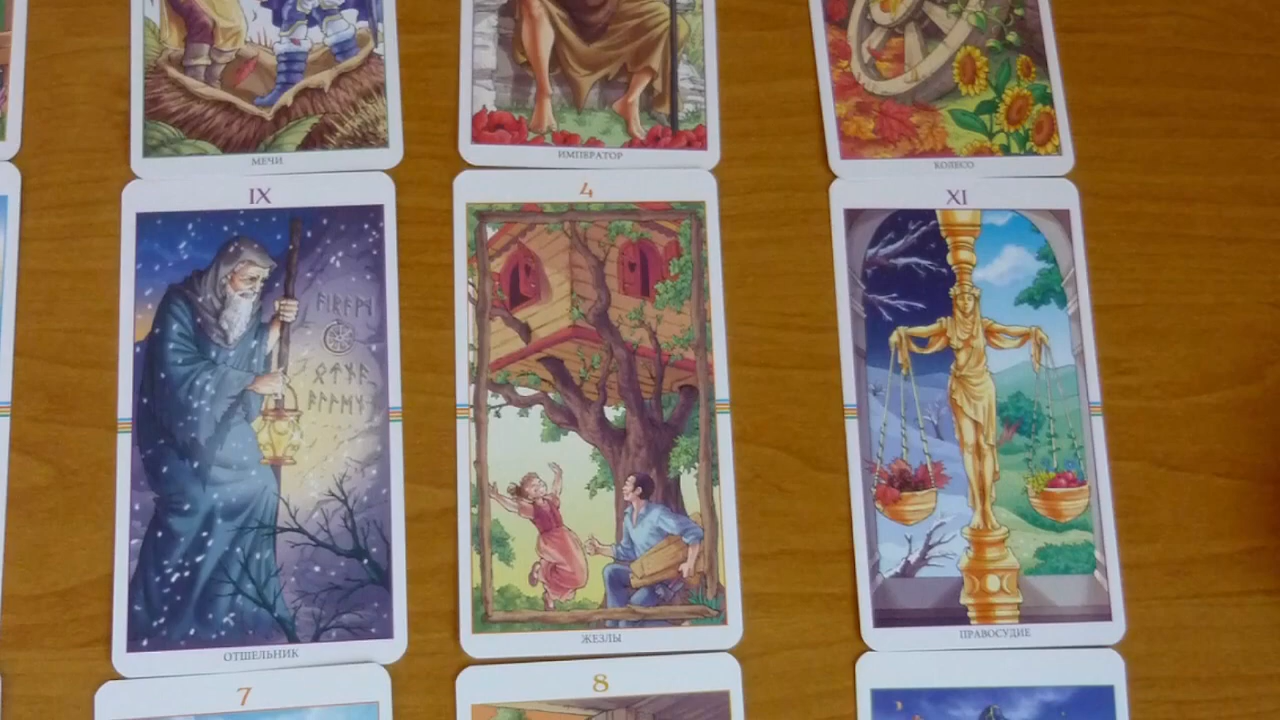 МЕЧИ
ИМПЕРАТОР
КОЛЕСО
IX
4
XI
ОТШЕЛЬНИК
ЖЕЗЛЫ
ПРАВОСУДИЕ
7
8